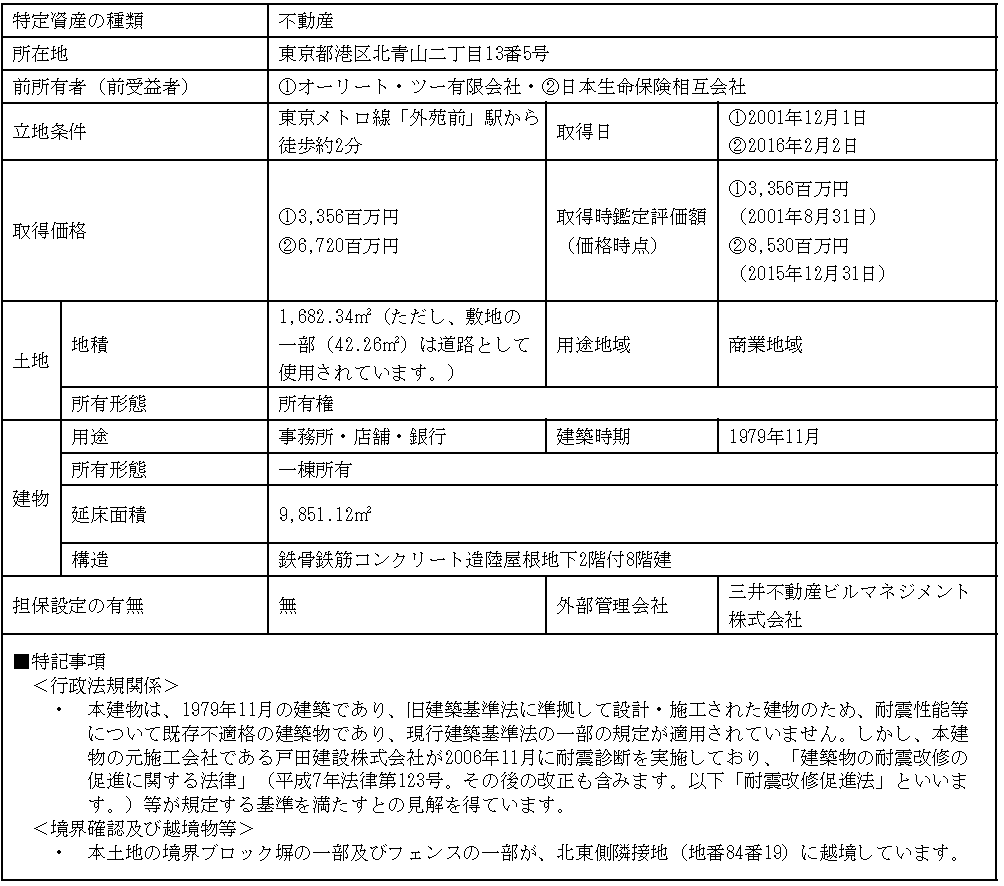 特定資産の種類 不動産
所在地 東京都港区北青山二丁目13番5号
前所有者（前受益者） ①オーリート・ツー有限会社・②日本生命保険相互会社
立地条件
東京メトロ線「外苑前」駅から
徒歩約2分
取得日
①2001年12月1日
②2016年2月2日
取得価格
①3,356百万円
②6,720百万円
取得時鑑定評価額
（価格時点）
①3,356百万円
（2001年8月31日）
②8,530百万円
（2015年12月31日）
土地
地積
1,682.34㎡（ただし、敷地の
一部（42.26㎡）は道路として
使用されています。）
用途地域
商業地域
所有形態 所有権
建物
用途 事務所・店舗・銀行 建築時期 1979年11月
所有形態 一棟所有
延床面積 9,851.12㎡
構造 鉄骨鉄筋コンクリート造陸屋根地下2階付8階建
担保設定の有無 無 外部管理会社
三井不動産ビルマネジメント
株式会社
■特記事項
＜行政法規関係＞
・ 本建物は、1979年11月の建築であり、旧建築基準法に準拠して設計・施工された建物のため、耐震性能等
について既存不適格の建築物であり、現行建築基準法の一部の規定が適用されていません。しかし、本建
物の元施工会社である戸田建設株式会社が2006年11月に耐震診断を実施しており、「建築物の耐震改修の
促進に関する法律」（平成7年法律第123号。その後の改正も含みます。以下「耐震改修促進法」といいま
す。）等が規定する基準を満たすとの見解を得ています。
＜境界確認及び越境物等＞
・ 本土地の境界ブロック塀の一部及びフェンスの一部が、北東側隣接地（地番84番19）に越境しています。